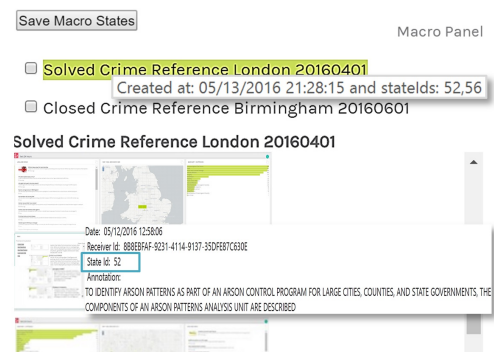 Save Macro States
Macro Panel
Solved Crime Reference London 20160401
Created at: 05/13/2016 21:28:15 and stateIds: 52,56
Closed Crime Reference Birmingham 20160601
Solved Crime Reference London 20160401
Date: 05/12/2016 12:58:06
Receiver Id: 8B8EBFAF-9231-4114-9137-35DFEB7C630E
State Id: 52
Annotation:
TO IDENTIFY ARSON PATTERNS AS PART OF AN ARSON CONTROL PROGRAM FOR LARGE CITIES, COUNTIES, AND STATE GOVERNMENTS, THE
COMPONENTS OF AN ARSON PATTERNS ANALYSIS UNIT ARE DESCRIBED